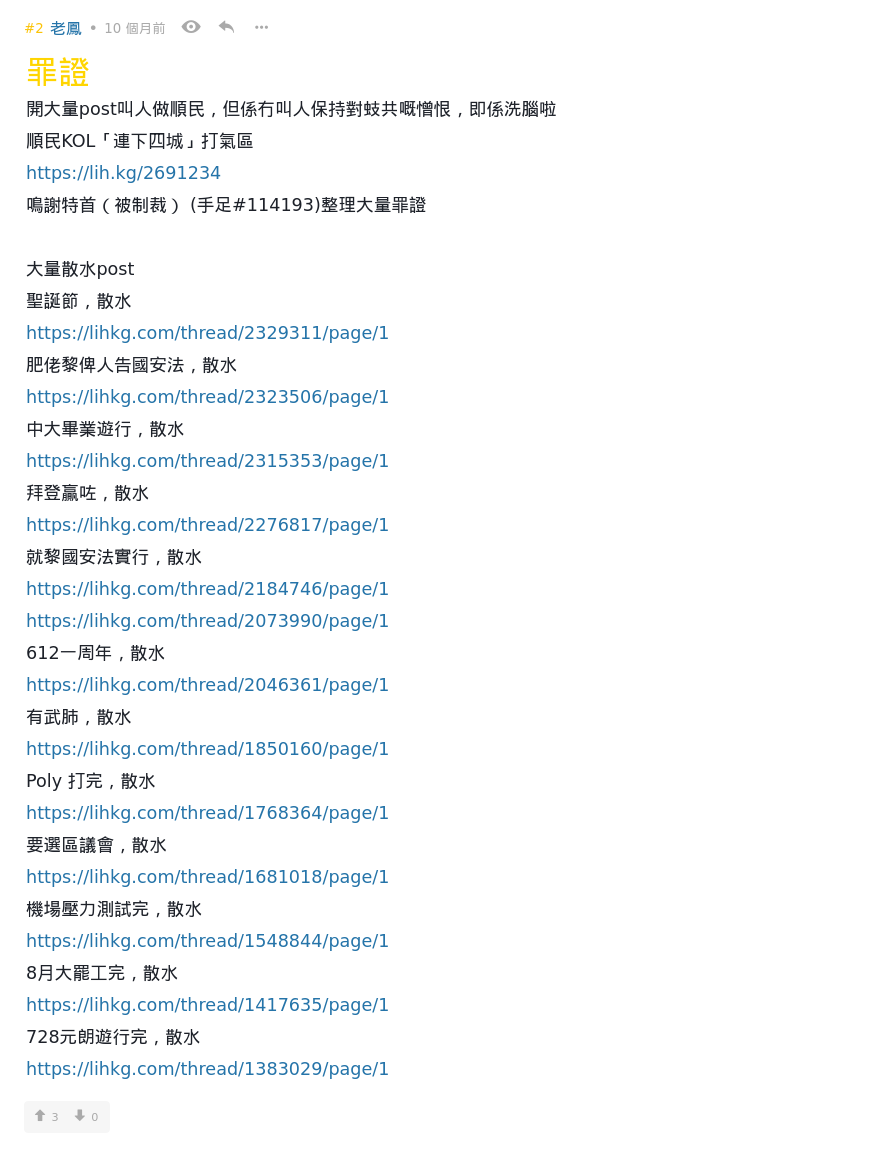 #2 老鳳 • 10 個月前
罪證
開大量post叫人做順民，但係冇叫人保持對蚊共嘅憎恨，即係洗腦啦
順民KOL「連下四城」打氣區
https://lih.kg/2691234
鳴謝特首（被制裁） (手足#114193)整理大量罪證
大量散水post
聖誕節，散水
https://lihkg.com/thread/2329311/page/1
肥佬黎俾人告國安法，散水
https://lihkg.com/thread/2323506/page/1
中大畢業遊行，散水
https://lihkg.com/thread/2315353/page/1
拜登贏咗，散水
https://lihkg.com/thread/2276817/page/1
就黎國安法實行，散水
https://lihkg.com/thread/2184746/page/1
https://lihkg.com/thread/2073990/page/1
612一周年，散水
https://lihkg.com/thread/2046361/page/1
有武肺，散水
https://lihkg.com/thread/1850160/page/1
Poly 打完，散水
https://lihkg.com/thread/1768364/page/1
要選區議會，散水
https://lihkg.com/thread/1681018/page/1
機場壓力測試完，散水
https://lihkg.com/thread/1548844/page/1
8月大罷工完，散水
https://lihkg.com/thread/1417635/page/1
728元朗遊行完，散水
https://lihkg.com/thread/1383029/page/1
3 0